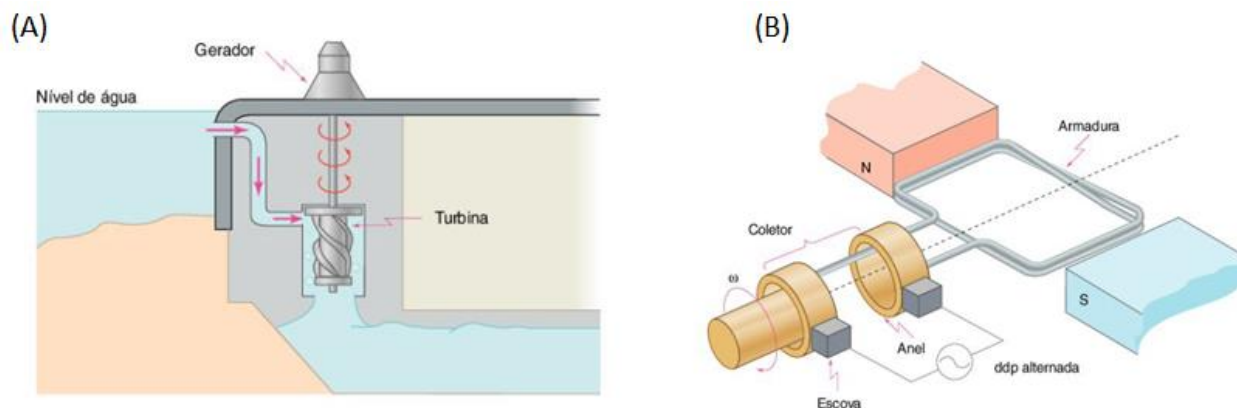 (A)
Gerador
Nível de água
Turbina
(B)
Armadura
N
Coletor
ω
S
Anel
ddp alternada
Escova